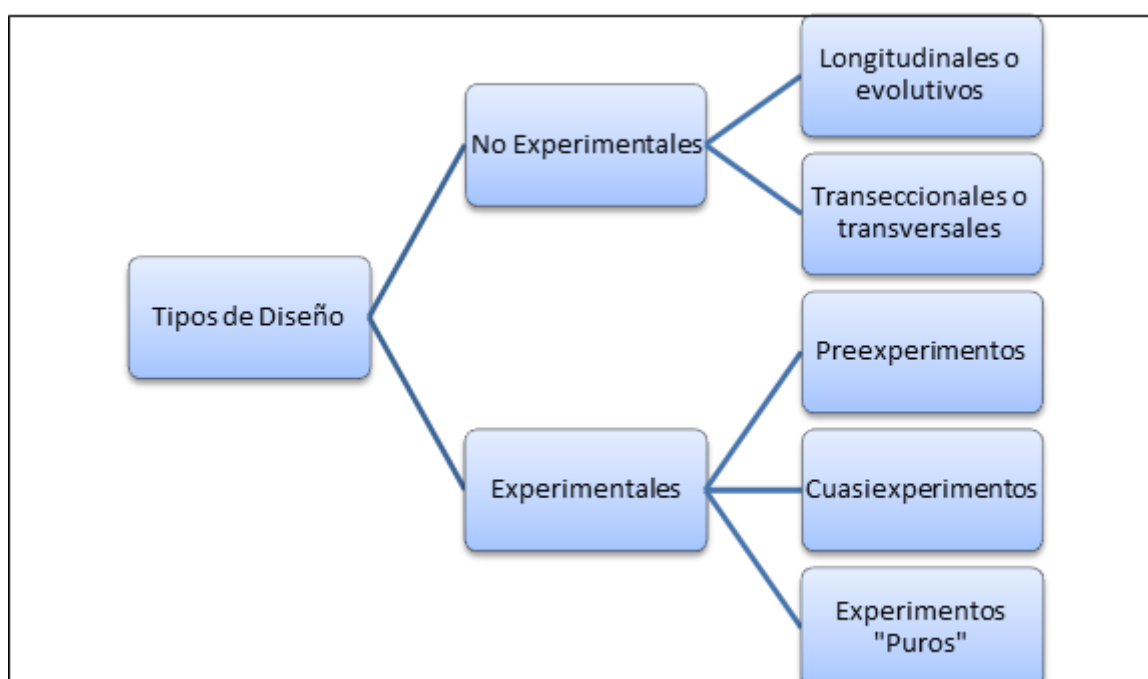 Longitudinales o
evolutivos
No Experimentales
Transeccionales o
transversales
Tipos de Diseño
Preexperimentos
Experimentales
Cuasiexperimentos
Experimentos
"Puros"